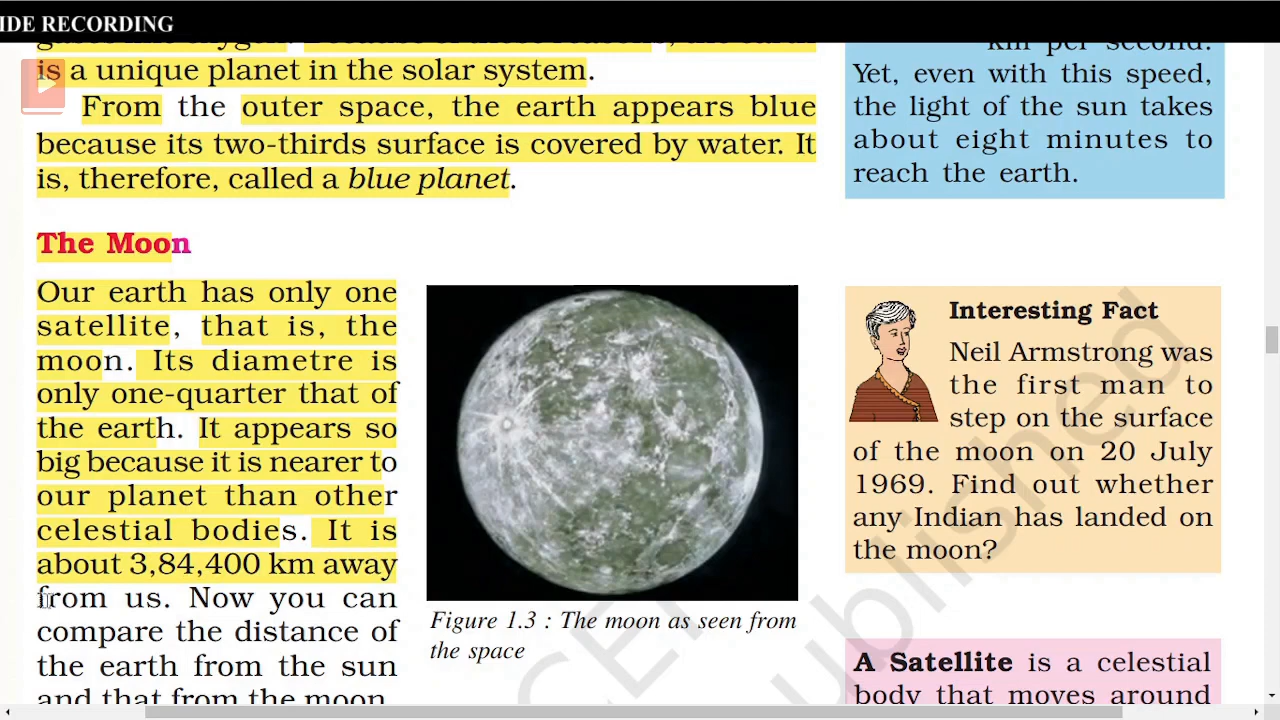 IDE RECORDING
is a unique planet in the solar system.
From the outer space, the earth appears blue
because its two-thirds surface is covered by water. It
is, therefore, called a blue planet.
The Moon
Our earth has only one
satellite, that is, the
moon. Its diametre is
only one-quarter that of
the earth. It appears so
big because it is nearer to
our planet than other
celestial bodies. It is
about 3,84,400 km away
from us. Now you can
compare the distance of
the earth from the sun
and that from the moon.
Figure 1.3 : The moon as seen from
the space
km per second.
Yet, even with this speed,
the light of the sun takes
about eight minutes to
reach the earth.
Interesting Fact
Neil Armstrong was
the first man to
step on the surface
of the moon on 20 July
1969. Find out whether
any Indian has landed on
the moon?
A Satellite is a celestial
body that moves around